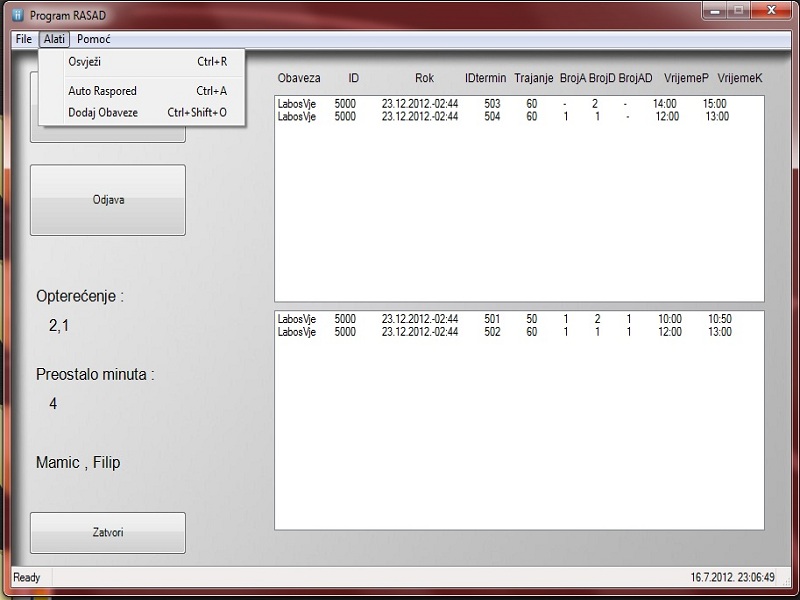 Program RASAD
File Alati Pomoć
Osvježi Ctrl+R
Auto Raspored Ctrl+A
Dodaj Obaveze Ctrl+Shift+O
Obaveza ID Rok IDtermin Trajanje BrojA BrojD BrojAD VrijemeP VrijemeK
LabosVje 5000 23.12.2012.-02:44 503 60 - 2 - 14:00 15:00
LabosVje 5000 23.12.2012.-02:44 504 60 1 1 - 12:00 13:00
Odjava
Opterećenje :
2,1
LabosVje 5000 23.12.2012.-02:44 501 50 1 2 1 10:00 10:50
LabosVje 5000 23.12.2012.-02:44 502 60 1 1 1 12:00 13:00
Preostalo minuta :
4
Mamic , Filip
Zatvori
Ready 16.7.2012. 23:06:49